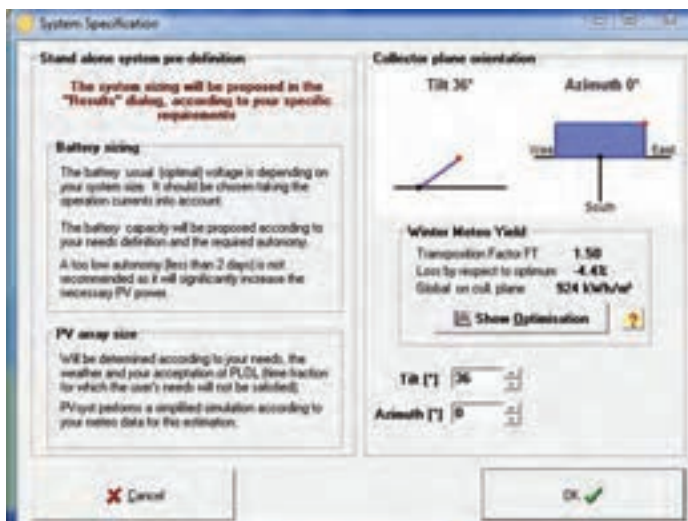 System Specification
Stand alone system pre-definition
The system sizing will be proposed in the
"Results" dialog, according to your specific
requirements
Battery sizing
The battery usual (optimal) voltage is depending on
your system size. It should be chosen taking the
operation currents into account.
The battery capacity will be proposed according to
your needs definition and the required autonomy.
A too low autonomy (less than 2 days) is not
recommended as it will significantly increase the
necessary PV power.
PV array size
Will be determined according to your needs, the
weather and your acceptation of PLOL (time fraction
for which the user's needs will not be satisfied).
PVsyst performs a simplified simulation according to
your meteo data for this estimation.
Cancel
Collector plane orientation
Tilt 36° Azimuth 0°
West East
South
Winter Meteo Yield
Transposition Factor FT 1.50
Loss by respect to optimum -4.4%
Global on coll. plane 924 kWh/m²
Show Optimisation ?
Tilt [°] 36
Azimuth [°] 0
OK